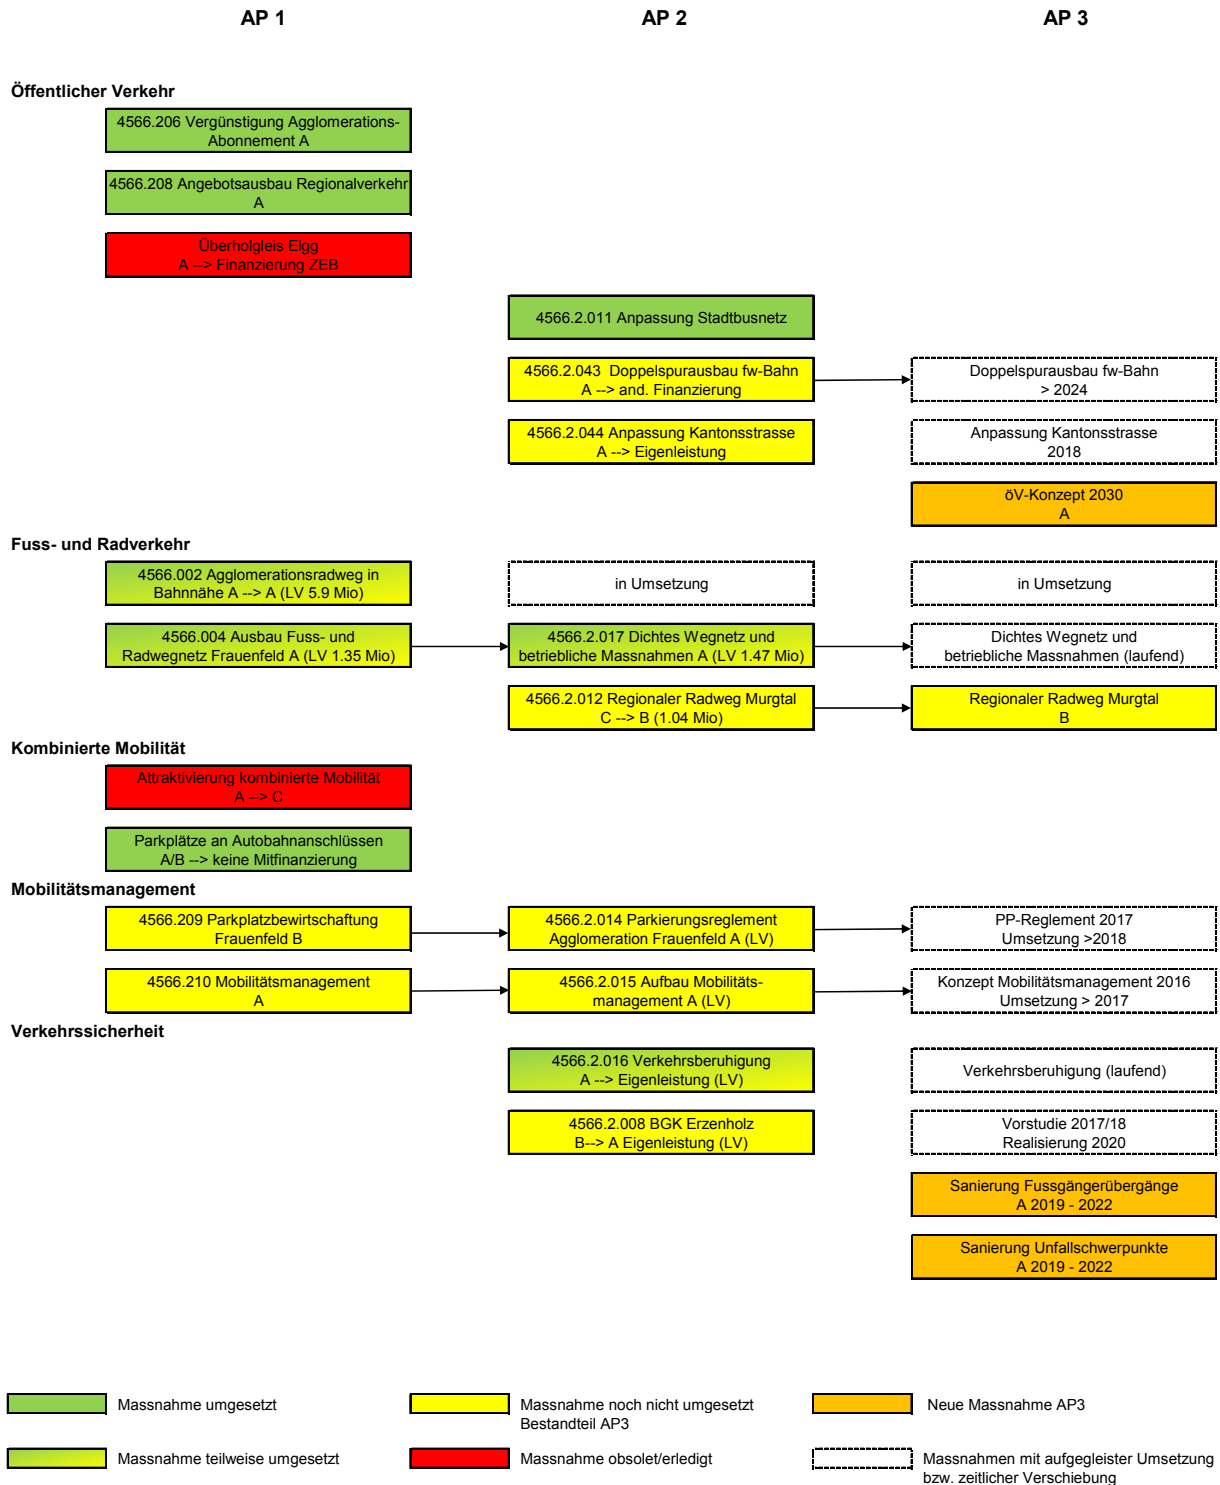 AP 1
AP 2
AP 3
Öffentlicher Verkehr
4566.206 Vergünstigung Agglomerations-
Abonnement A
4566.208 Angebotsausbau Regionalverkehr
A
Überholgleis Elgg
A --> Finanzierung ZEB
4566.2.011 Anpassung Stadtbusnetz
4566.2.043 Doppelspurausbau fw-Bahn
A --> and. Finanzierung
Doppelspurausbau fw-Bahn
> 2024
4566.2.044 Anpassung Kantonsstrasse
A --> Eigenleistung
Anpassung Kantonsstrasse
2018
öV-Konzept 2030
A
Fuss- und Radverkehr
4566.002 Agglomerationsradweg in
Bahnnähe A --> A (LV 5.9 Mio)
in Umsetzung
in Umsetzung
4566.004 Ausbau Fuss- und
Radwegnetz Frauenfeld A (LV 1.35 Mio)
4566.2.017 Dichtes Wegnetz und
betriebliche Massnahmen A (LV 1.47 Mio)
Dichtes Wegnetz und
betriebliche Massnahmen (laufend)
4566.2.012 Regionaler Radweg Murgtal
C --> B (1.04 Mio)
Regionaler Radweg Murgtal
B
Kombinierte Mobilität
Attraktivierung kombinierte Mobilität
A --> C
Parkplätze an Autobahnanschlüssen
A/B --> keine Mitfinanzierung
Mobilitätsmanagement
4566.209 Parkplatzbewirtschaftung
Frauenfeld B
4566.2.014 Parkierungsreglement
Agglomeration Frauenfeld A (LV)
PP-Reglement 2017
Umsetzung >2018
4566.210 Mobilitätsmanagement
A
4566.2.015 Aufbau Mobilitäts-
management A (LV)
Konzept Mobilitätsmanagement 2016
Umsetzung > 2017
Verkehrssicherheit
4566.2.016 Verkehrsberuhigung
A --> Eigenleistung (LV)
Verkehrsberuhigung (laufend)
4566.2.008 BGK Erzenholz
B--> A Eigenleistung (LV)
Vorstudie 2017/18
Realisierung 2020
Sanierung Fussgängerübergänge
A 2019 - 2022
Sanierung Unfallschwerpunkte
A 2019 - 2022
Massnahme umgesetzt
Massnahme noch nicht umgesetzt
Bestandteil AP3
Neue Massnahme AP3
Massnahme teilweise umgesetzt
Massnahme obsolet/erledigt
Massnahmen mit aufgegleister Umsetzung
bzw. zeitlicher Verschiebung